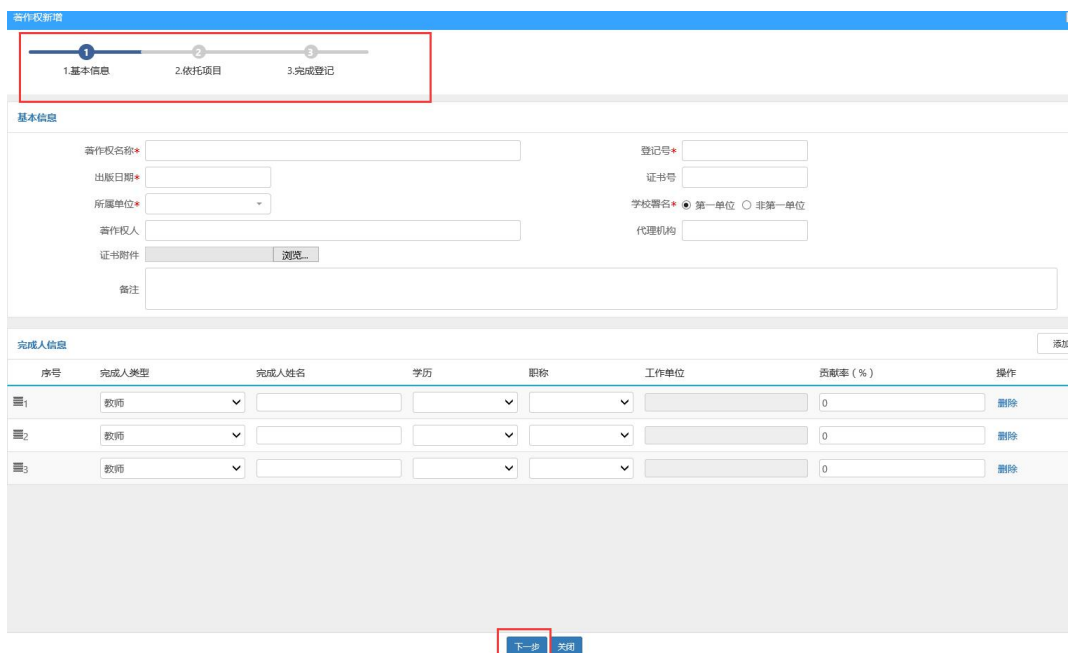 著作权新增
1 2 3
1.基本信息 2.依托项目 3.完成登记
基本信息
著作权名称* 登记号*
出版日期* 证书号
所属单位* 学校署名* 第一单位 非第一单位
著作权人 代理机构
证书附件 浏览...
备注
完成人信息 添加
序号 完成人类型 完成人姓名 学历 职称 工作单位 贡献率（%） 操作
1 教师 0 删除
2 教师 0 删除
3 教师 0 删除
下一步 关闭